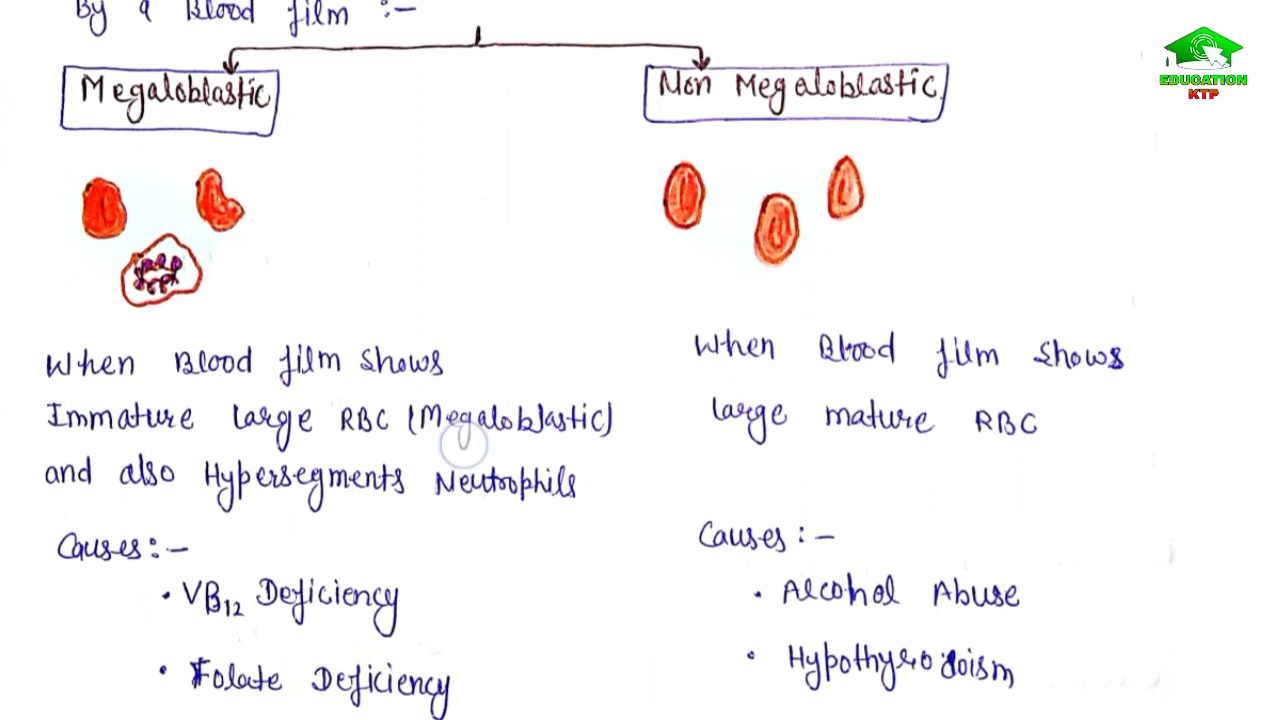 By a Blood film :-
Megaloblastic
Non Megaloblastic
EDUCATION
KTP
When Blood film shows
Immature large RBC (Megaloblastic)
and also Hypersegments Neutrophils
Causes:-
• VB12 Deficiency
• Folate Deficiency
When Blood film shows
large mature RBC
Causes :-
• Alcohol Abuse
• Hypothyroidism